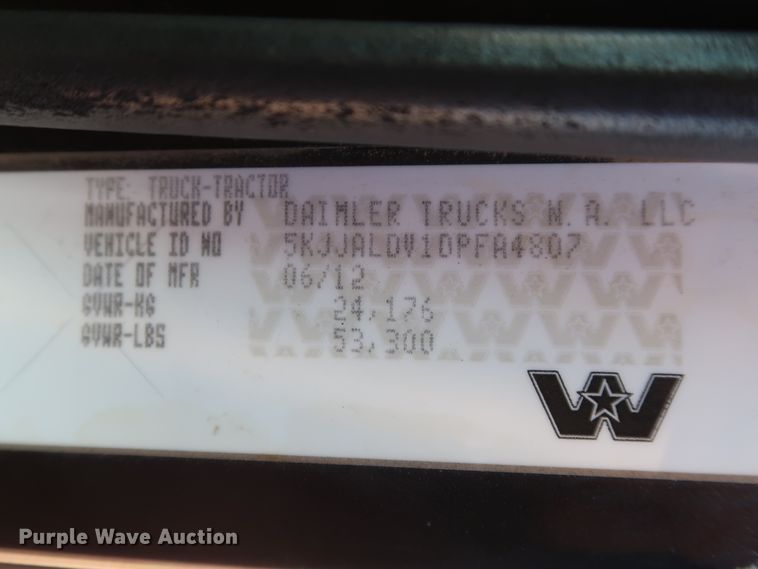 TYPE: TRUCK-TRACTOR
MANUFACTURED BY DAIMLER TRUCKS N.A. LLC
VEHICLE ID NO 5KJJALDV1DPFA4807
DATE OF MFR 06/12
GVWR-KG 24,176
GVWR-LBS 53,300
W
Purple Wave Auction